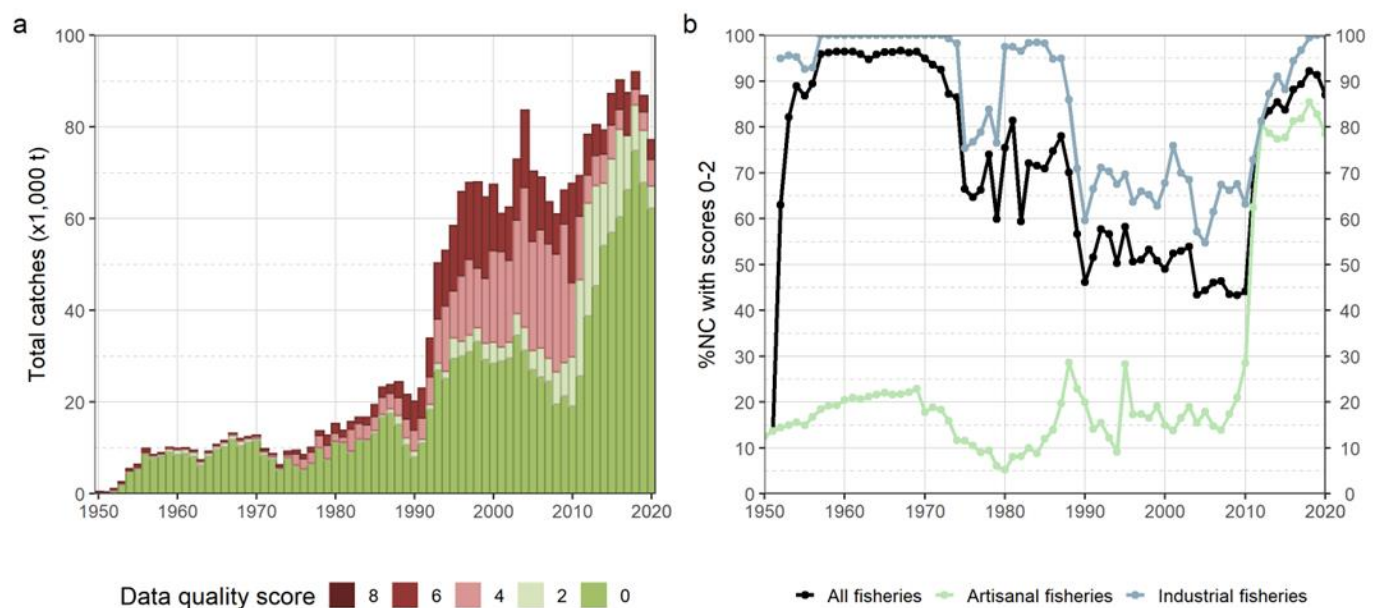 a
Total catches (x1,000 t)
100
80
60
40
20
0
1950 1960 1970 1980 1990 2000 2010 2020
Data quality score 8 6 4 2 0
b
%NC with scores 0-2
100 100
90 90
80 80
70 70
60 60
50 50
40 40
30 30
20 20
10 10
0 0
1950 1960 1970 1980 1990 2000 2010 2020
All fisheries Artisanal fisheries Industrial fisheries